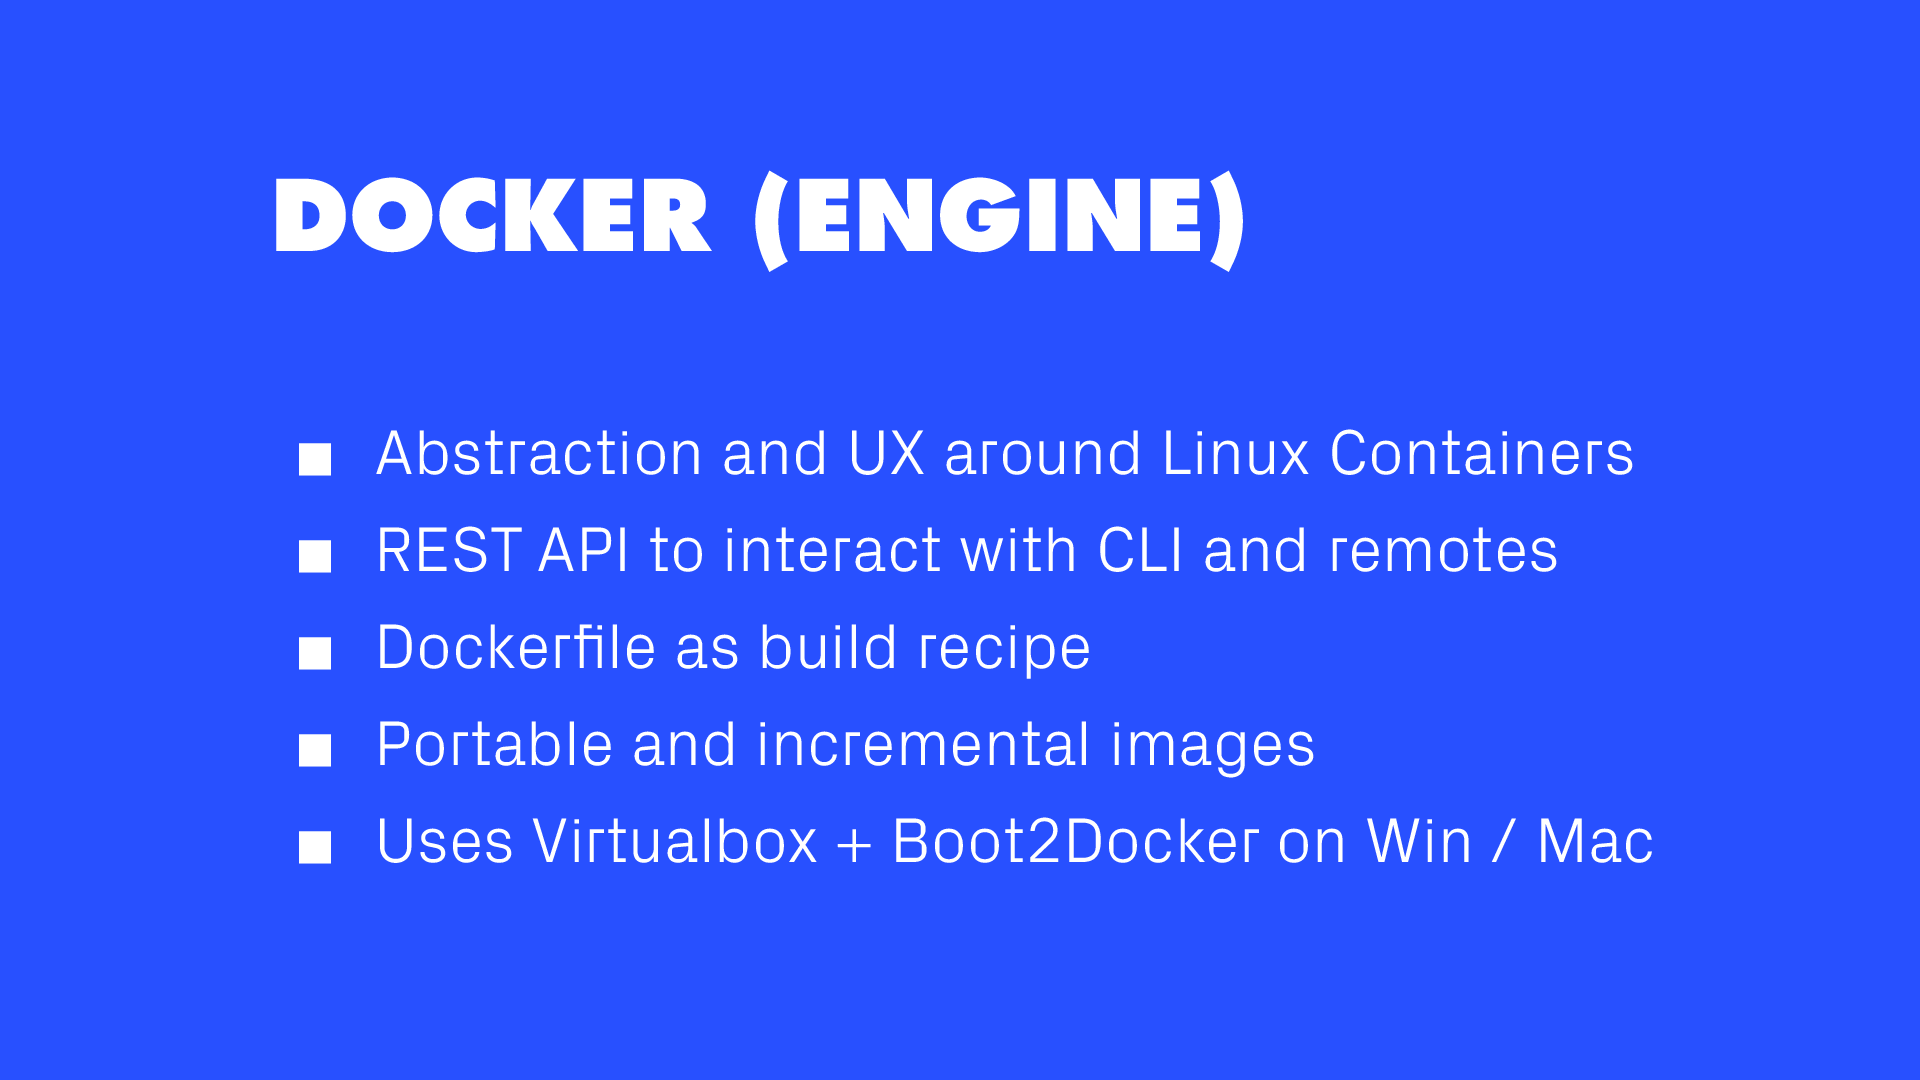 DOCKER (ENGINE)
■ Abstraction and UX around Linux Containers
■ REST API to interact with CLI and remotes
■ Dockerfile as build recipe
■ Portable and incremental images
■ Uses Virtualbox + Boot2Docker on Win / Mac